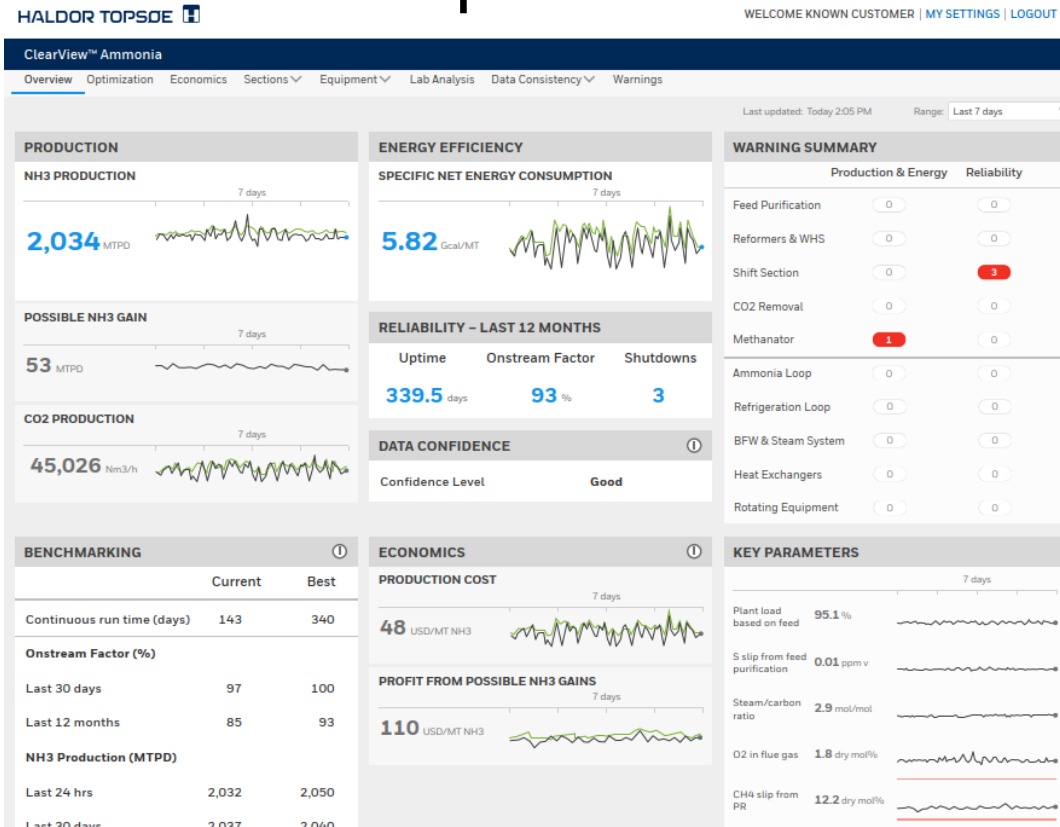 HALDOR TOPSØE
WELCOME KNOWN CUSTOMER | MY SETTINGS | LOGOUT
ClearView™ Ammonia
Overview Optimization Economics Sections Equipment Lab Analysis Data Consistency Warnings
Last updated: Today 2:05 PM Range: Last 7 days
PRODUCTION
NH3 PRODUCTION
7 days
2,034 MTPD
POSSIBLE NH3 GAIN
7 days
53 MTPD
CO2 PRODUCTION
7 days
45,026 Nm3/h
ENERGY EFFICIENCY
SPECIFIC NET ENERGY CONSUMPTION
7 days
5.82 Gcal/MT
RELIABILITY – LAST 12 MONTHS
Uptime Onstream Factor Shutdowns
339.5 days 93 % 3
DATA CONFIDENCE
Confidence Level Good
WARNING SUMMARY
Production & Energy Reliability
Feed Purification 0 0
Reformers & WHS 0 0
Shift Section 0 3
CO2 Removal 0 0
Methanator 1 0
Ammonia Loop 0 0
Refrigeration Loop 0 0
BFW & Steam System 0 0
Heat Exchangers 0 0
Rotating Equipment 0 0
BENCHMARKING
Current Best
Continuous run time (days) 143 340
Onstream Factor (%)
Last 30 days 97 100
Last 12 months 85 93
NH3 Production (MTPD)
Last 24 hrs 2,032 2,050
Last 30 days 2,037 2,040
ECONOMICS
PRODUCTION COST
7 days
48 USD/MT NH3
PROFIT FROM POSSIBLE NH3 GAINS
7 days
110 USD/MT NH3
KEY PARAMETERS
7 days
Plant load
based on feed 95.1 %
S slip from feed
purification 0.01 ppm v
Steam/carbon
ratio 2.9 mol/mol
O2 in flue gas 1.8 dry mol%
CH4 slip from
PR 12.2 dry mol%